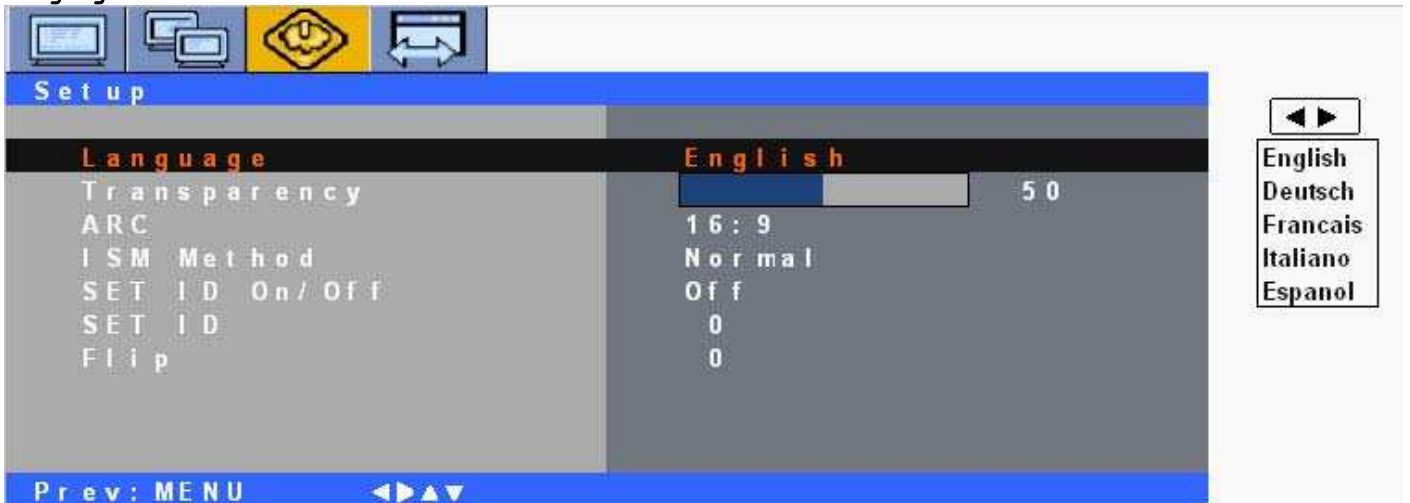 Setup
Language English
Transparency 50
ARC 16:9
ISM Method Normal
SET ID On/Off Off
SET ID 0
Flip 0
Prev: MENU ◀▶▲▼
◀ ▶
English
Deutsch
Francais
Italiano
Espanol